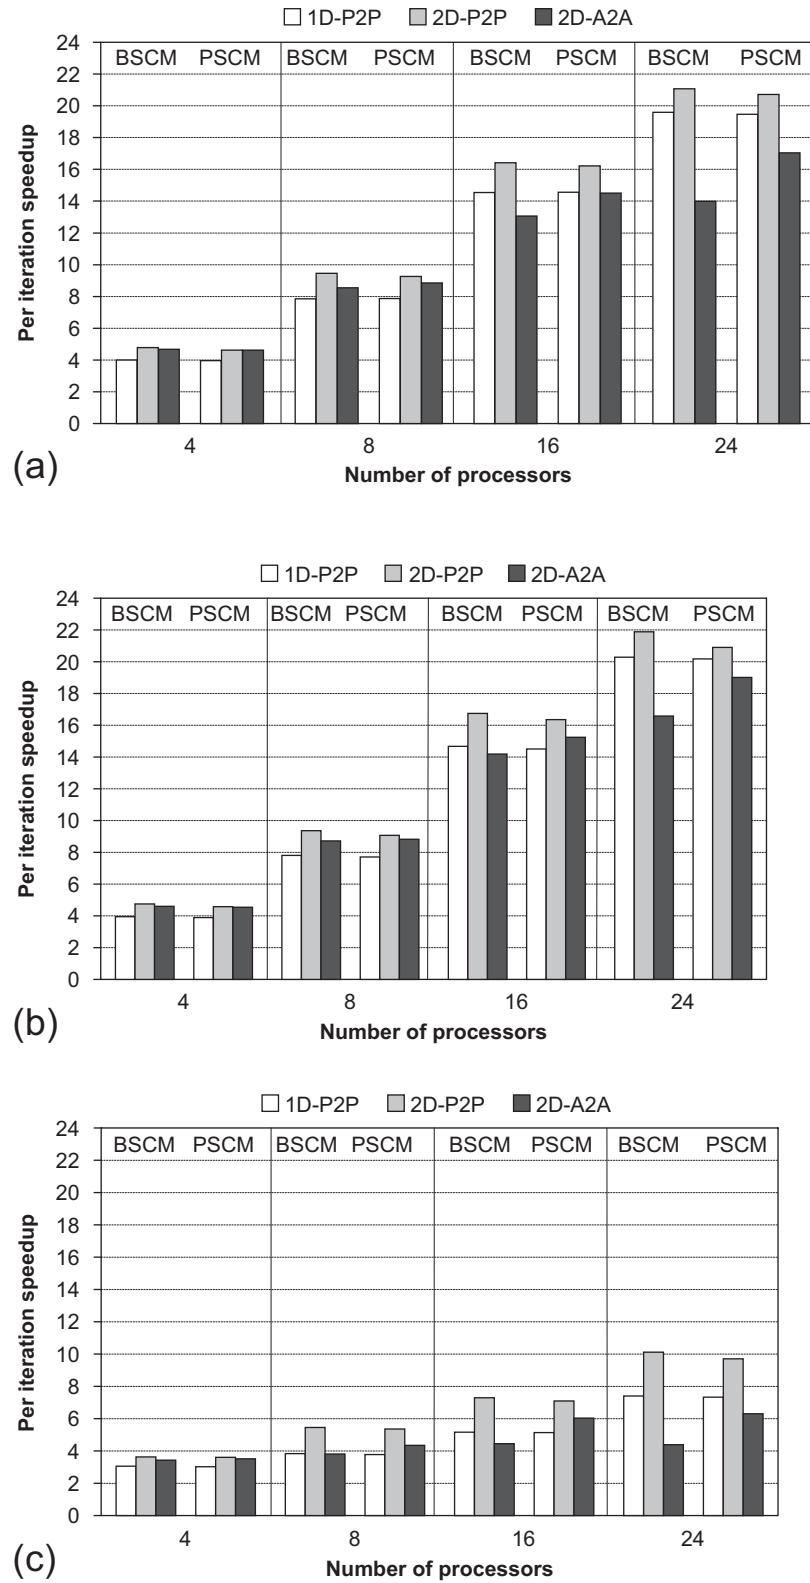 1D-P2P 2D-P2P 2D-A2A
24 BSCM PSCM BSCM PSCM BSCM PSCM BSCM PSCM
22
20
18
16
14
12
10
8
6
4
2
0
Per iteration speedup
4 8 16 24
(a)
Number of processors
1D-P2P 2D-P2P 2D-A2A
24 BSCM PSCM BSCM PSCM BSCM PSCM BSCM PSCM
22
20
18
16
14
12
10
8
6
4
2
0
Per iteration speedup
4 8 16 24
(b)
Number of processors
1D-P2P 2D-P2P 2D-A2A
24 BSCM PSCM BSCM PSCM BSCM PSCM BSCM PSCM
22
20
18
16
14
12
10
8
6
4
2
0
Per iteration speedup
4 8 16 24
(c)
Number of processors